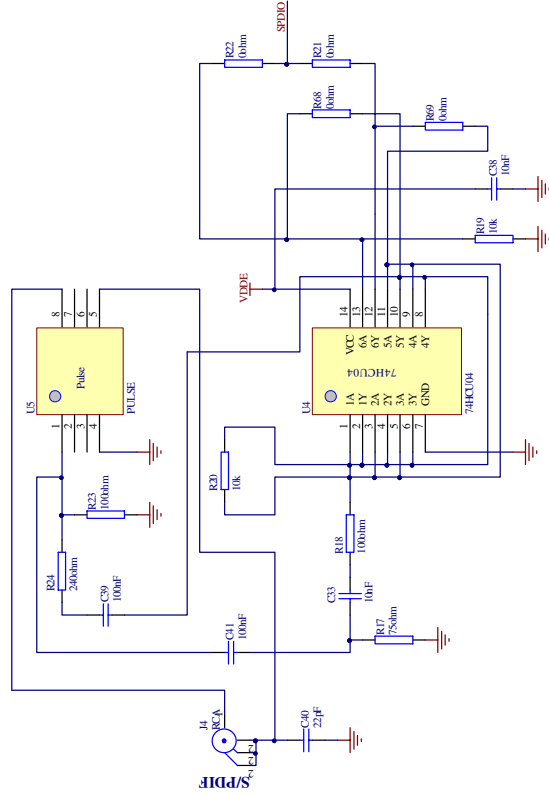 S/PDIF
J4
RCA
2
2
2
C40
22pF
C41
100nF
R17
75ohm
C33
10nF
R18
100ohm
R24
240ohm
C39
100nF
R23
100ohm
R20
10k
U5
PULSE
Pulse
1
2
3
4
8
7
6
5
U4
74HCU04
74HCU04
1
2
3
4
5
6
7
1A
1Y
2A
2Y
3A
3Y
GND
VCC
6A
6Y
5A
5Y
4A
4Y
14
13
12
11
10
9
8
VDDE
R19
10k
C38
10nF
R69
0ohm
R68
0ohm
R22
0ohm
R21
0ohm
SPDIO